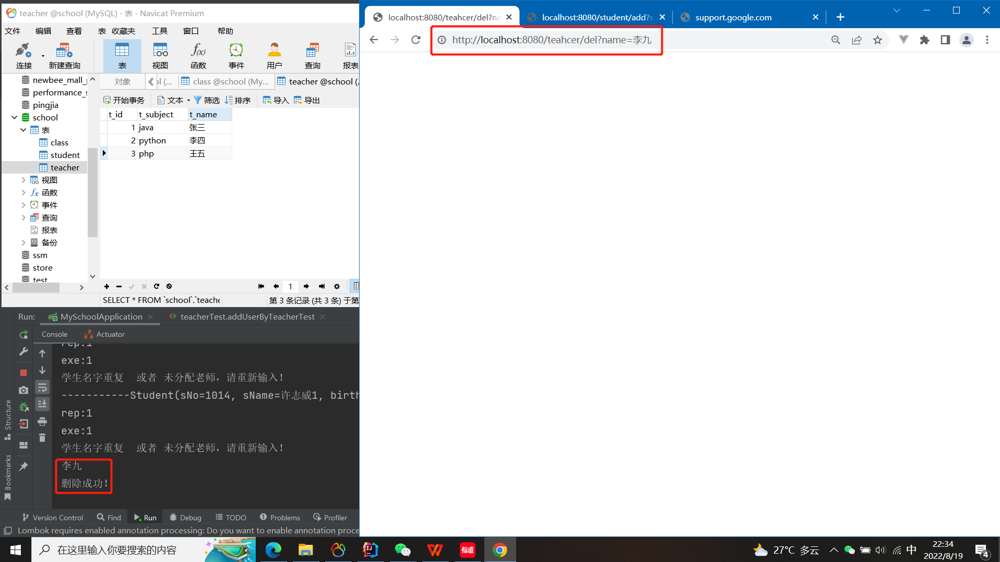 teacher @school (MySQL) - 表 - Navicat Premium
文件 编辑 查看 表 收藏夹 工具 窗口 帮助
连接 新建查询 表 视图 函数 事件 用户 查询 报表
newbee_mall_
performance_s
pingjia
school
表
class
student
teacher
视图
函数
事件
查询
报表
备份
ssm
store
test
对象 ol (... class @school (My... teacher @school (.
开始事务 文本 筛选 排序 导入 导出
t_id t_subject t_name
1 java 张三
2 python 李四
3 php 王五
1
SELECT * FROM `school`.`teache 第 3 条记录 (共 3 条) 于第
localhost:8080/teahcer/del?na localhost:8080/student/add?s support.google.com
http://localhost:8080/teahcer/del?name=李九
Run: MySchoolApplication teacherTest.addUserByTeacherTest
Console Actuator
rep:1
exe:1
学生名字重复 或者 未分配老师，请重新输入！
-----------Student(sNo=1014, sName=许志威1, birth
rep:1
exe:1
学生名字重复 或者 未分配老师，请重新输入！
李九
删除成功！
Structure
Bookmarks
Version Control Find Run Debug TODO Problems Profiler
Lombok requires enabled annotation processing: Do you want to enable annotation proce
在这里输入你要搜索的内容
有道
27°C 多云
中
22:34
2022/8/19
4